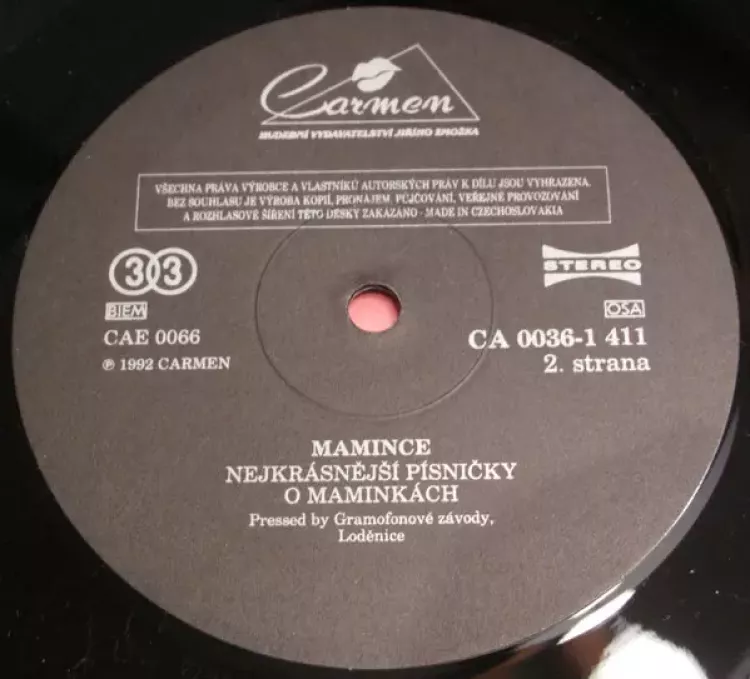 Carmen
HUDEBNÍ VYDAVATELSTVÍ JIŘÍHO ZMOŽKA
VŠECHNA PRÁVA VÝROBCE A VLASTNÍKŮ AUTORSKÝCH PRÁV K DÍLU JSOU VYHRAZENA.
BEZ SOUHLASU JE VÝROBA KOPIÍ, PRONÁJEM, PŮJČOVÁNÍ, VEŘEJNÉ PROVOZOVÁNÍ
A ROZHLASOVÉ ŠÍŘENÍ TÉTO DESKY ZAKÁZÁNO - MADE IN CZECHOSLOVAKIA
33
STEREO
BIEM
OSA
CAE 0066
CA 0036-1 411
℗ 1992 CARMEN
2. strana
MAMINCE
NEJKRÁSNĚJŠÍ PÍSNIČKY
O MAMINKÁCH
Pressed by Gramofonové závody,
Loděnice